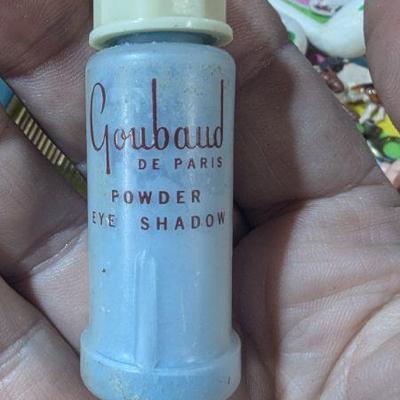 Goubaud
DE PARIS
POWDER
EYE SHADOW